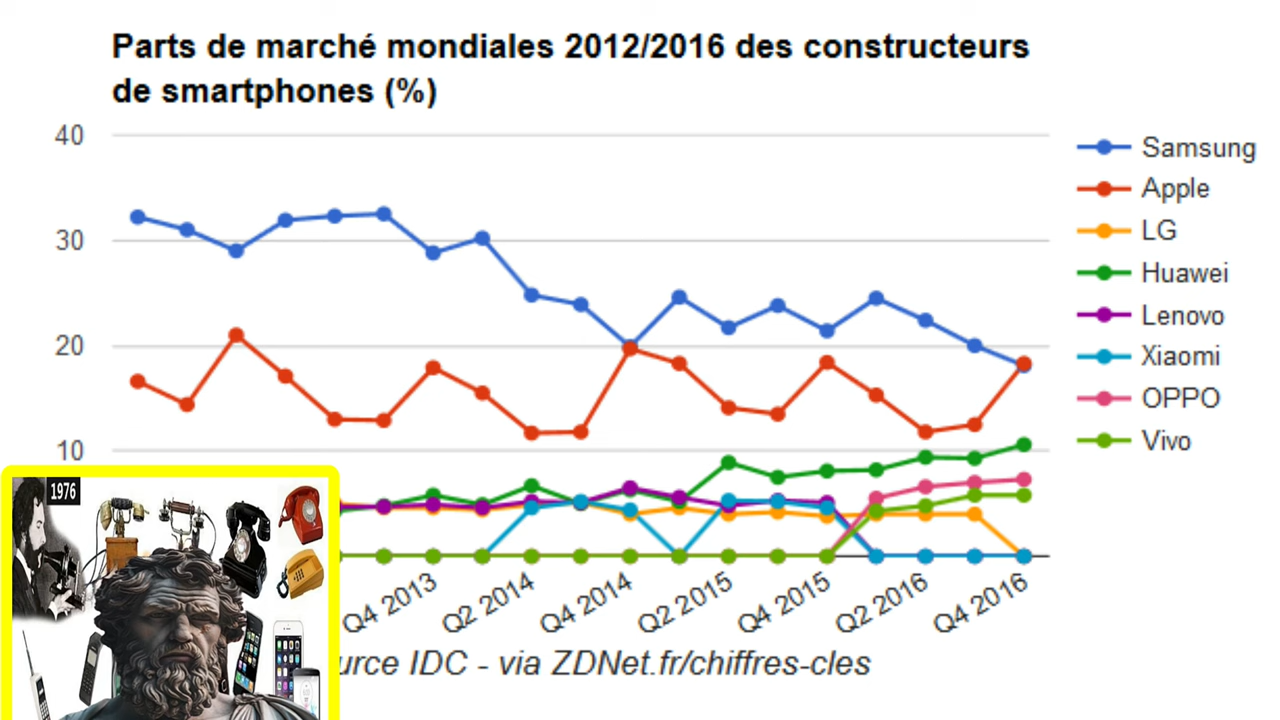 Parts de marché mondiales 2012/2016 des constructeurs
de smartphones (%)
40
30
20
10
Samsung
Apple
LG
Huawei
Lenovo
Xiaomi
OPPO
Vivo
1976
Q4 2013
Q2 2014
Q4 2014
Q2 2015
Q4 2015
Q2 2016
Q4 2016
IDC - via ZDNet.fr/chiffres-cles